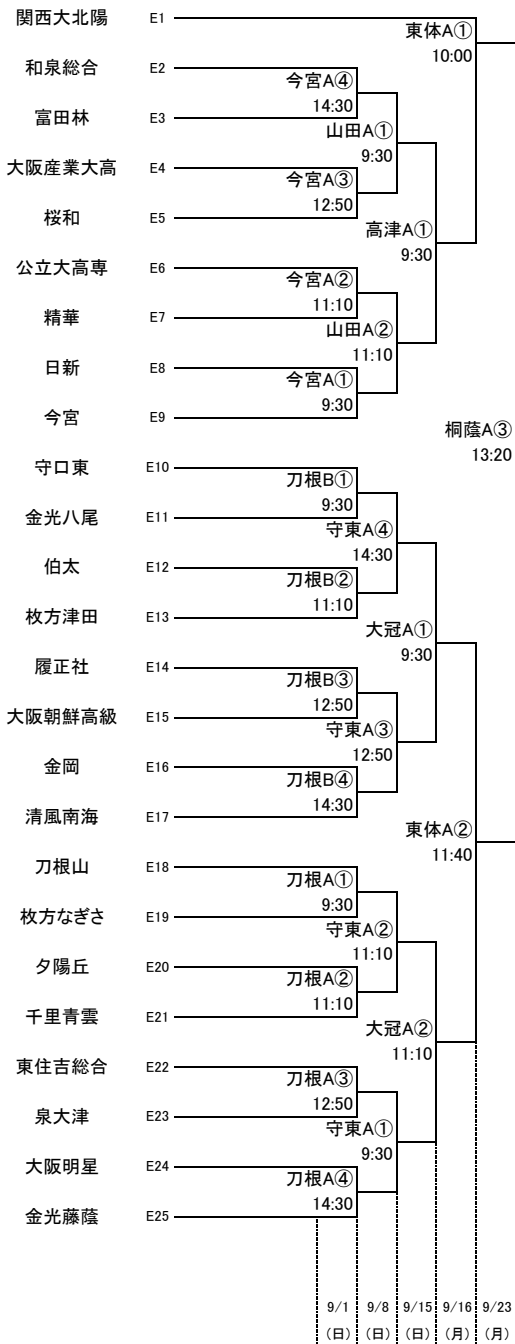 関西大北陽 E1
東体A①
10:00
和泉総合 E2
今宮A④
14:30
富田林 E3
山田A①
9:30
大阪産業大高 E4
今宮A③
12:50
桜和 E5
高津A①
9:30
公立大高専 E6
今宮A②
11:10
精華 E7
山田A②
11:10
日新 E8
今宮A①
9:30
今宮 E9
桐蔭A③
13:20
守口東 E10
刀根B①
9:30
金光八尾 E11
守東A④
14:30
伯太 E12
刀根B②
11:10
枚方津田 E13
大冠A①
9:30
履正社 E14
刀根B③
12:50
大阪朝鮮高級 E15
守東A③
12:50
金岡 E16
刀根B④
14:30
清風南海 E17
東体A②
11:40
刀根山 E18
刀根A①
9:30
枚方なぎさ E19
守東A②
11:10
夕陽丘 E20
刀根A②
11:10
千里青雲 E21
大冠A②
11:10
東住吉総合 E22
刀根A③
12:50
泉大津 E23
守東A①
9:30
大阪明星 E24
刀根A④
14:30
金光藤蔭 E25
9/1 9/8 9/15 9/16 9/23
(日) (日) (日) (月) (月)